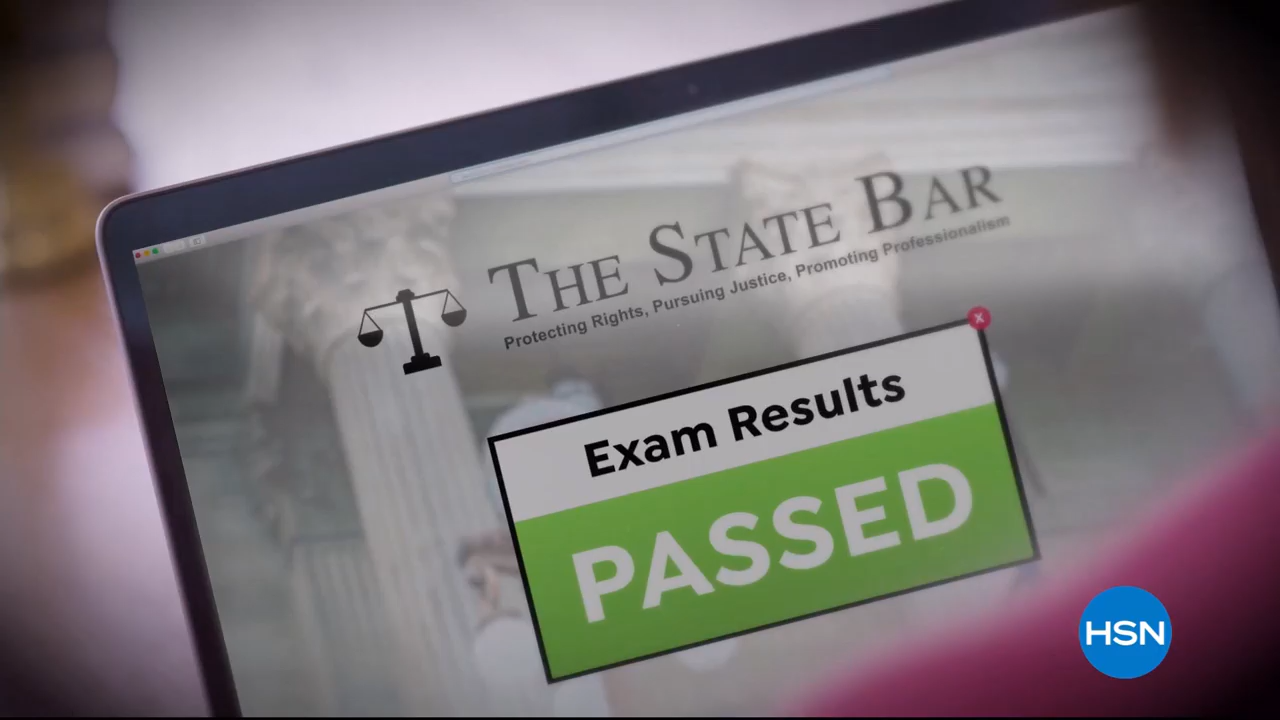 THE STATE BAR
Protecting Rights, Pursuing Justice, Promoting Professionalism
x
Exam Results
PASSED
HSN